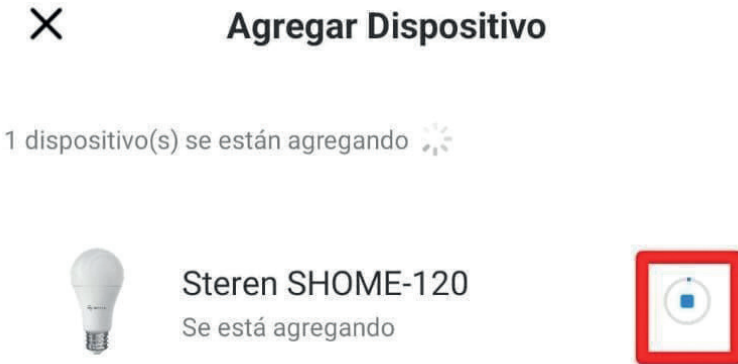 Agregar Dispositivo
1 dispositivo(s) se están agregando
Steren SHOME-120
Se está agregando